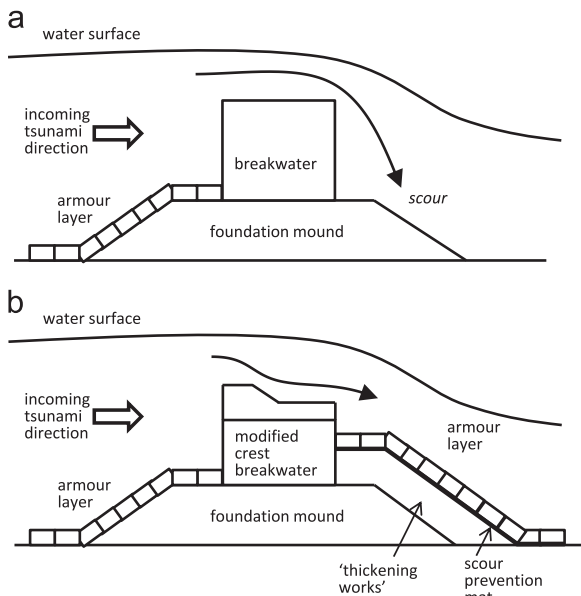 a
water surface
incoming
tsunami
direction
breakwater
armour
layer
scour
foundation mound
b
water surface
incoming
tsunami
direction
armour
layer
modified
crest
breakwater
armour
layer
foundation mound
'thickening
works'
scour
prevention
mat